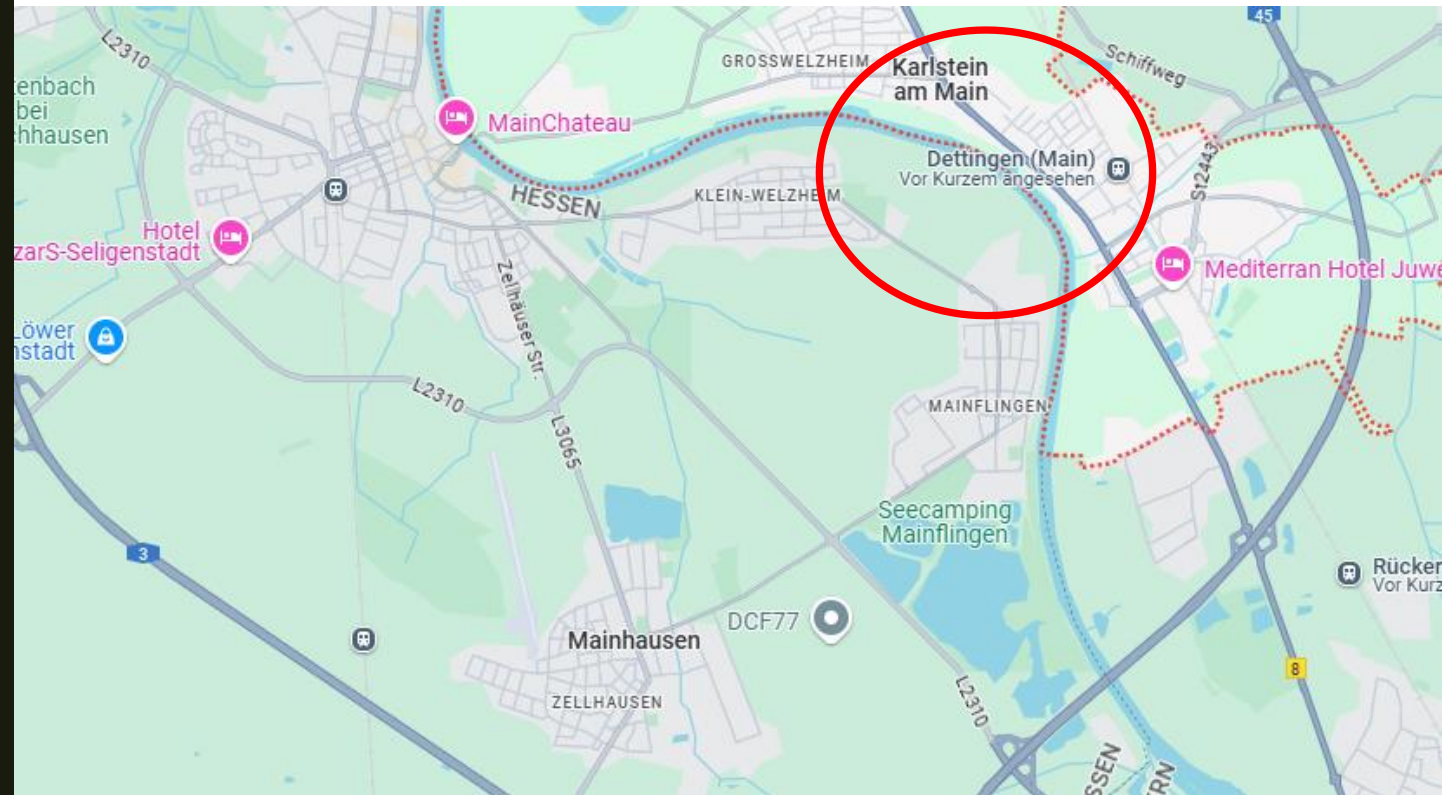 L2310
45
GROSSWELZHEIM
Karlstein
am Main
Schiffweg
tenbach
bei
chhausen
MainChateau
Dettingen (Main)
Vor Kurzem angesehen
St2443
HESSEN
KLEIN-WELZHEIM
Hotel
zarS-Seligenstadt
Mediterran Hotel Juwe
Zellhäuser Str.
Löwer
nstadt
L2310
MAINFLINGEN
L3065
Seecamping
Mainflingen
3
Rücker
Vor Kurz
DCF77
Mainhausen
8
ZELLHAUSEN
L2310
SSEN
ERN